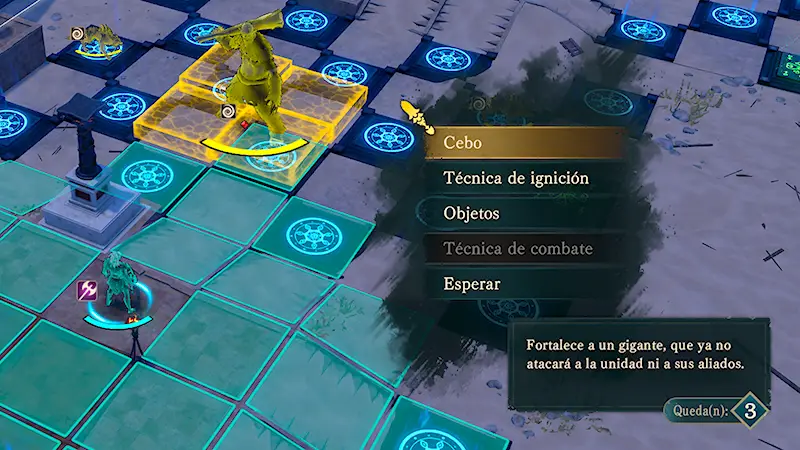 Cebo
Técnica de ignición
Objetos
Técnica de combate
Esperar
Fortalece a un gigante, que ya no
atacará a la unidad ni a sus aliados.
Queda(n): 3